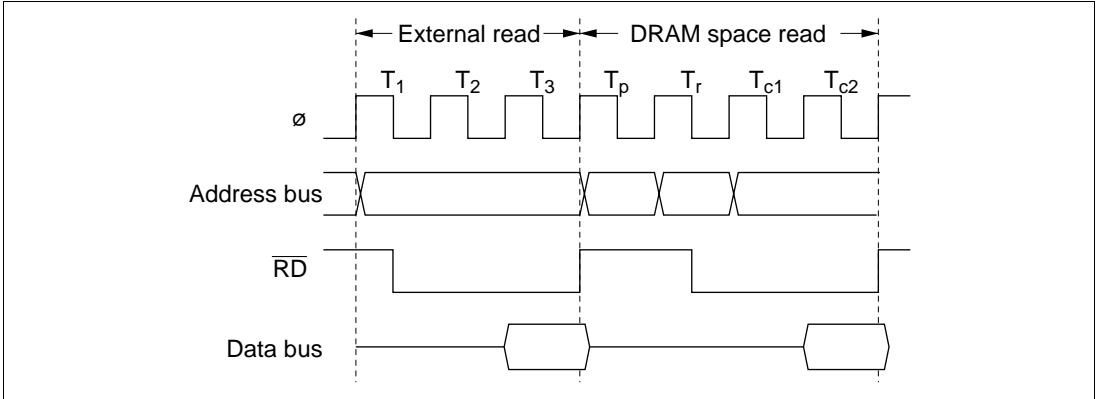 External read DRAM space read
T1 T2 T3 Tp Tr Tc1 Tc2
ø
Address bus
RD
Data bus